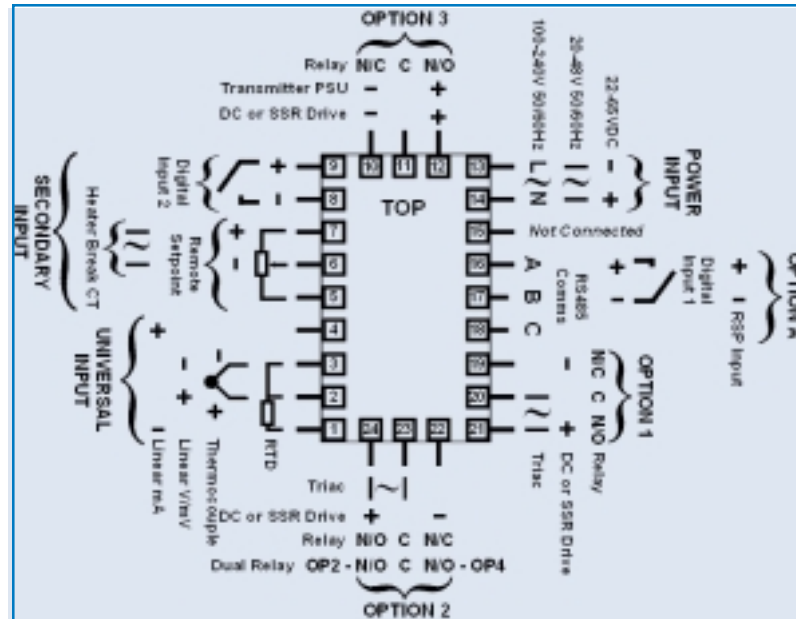 OPTION 3
Relay N/C C N/O
Transmitter PSU - +
DC or SSR Drive - +
100-240V 50/60Hz
20-48V 50/60Hz
22-65VDC
L ~ N
- +
POWER
INPUT
9 10 11 12 13
8 TOP 14
7 15 Not Connected
6 16 A
5 17 B
4 18 C
3 19
2 20
1 24 23 22 21
Digital
Input 2
+ -
Heater Break CT
Remote
Setpoint
+ -
SECONDARY
INPUT
UNIVERSAL
INPUT
RTD
Thermocouple
- +
Linear V/mV
- +
Linear mA
+ -
RS485
Comms
Digital
Input 1
+ -
RSP Input
+ -
OPTION A
OPTION 1
N/C C N/O
Relay
DC or SSR Drive
- +
Triac
Triac ~
DC or SSR Drive + -
Relay N/O C N/C
Dual Relay OP2 - N/O C N/O - OP4
OPTION 2